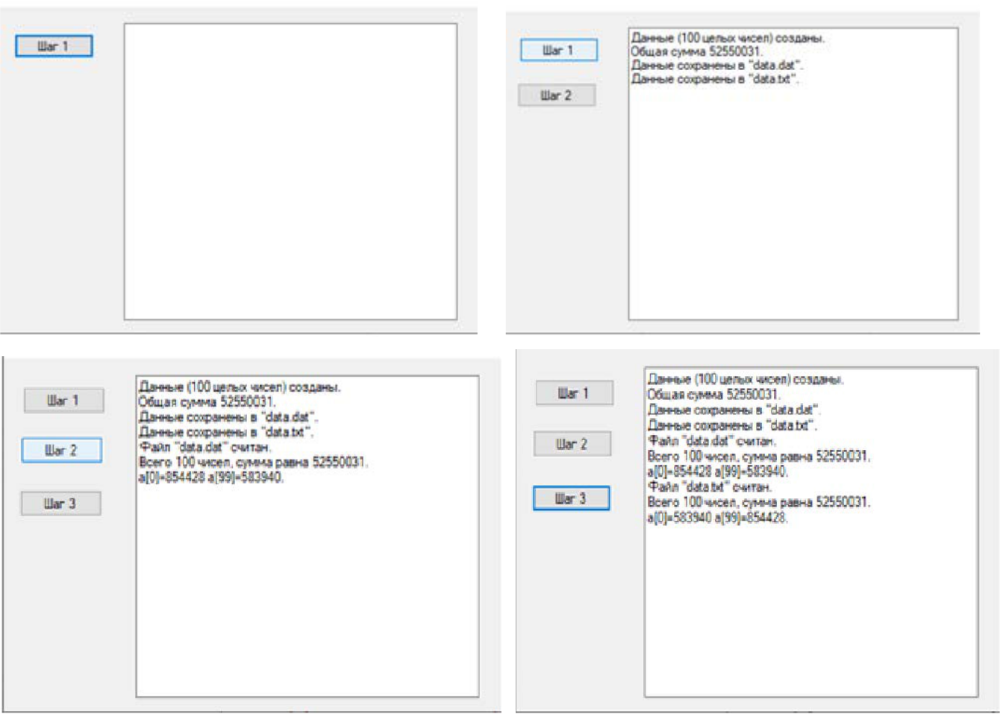 Шаг 1
Шаг 1
Шаг 2
Данные (100 целых чисел) созданы.
Общая сумма 52550031.
Данные сохранены в "data.dat".
Данные сохранены в "data.txt".
Шаг 1
Шаг 2
Шаг 3
Данные (100 целых чисел) созданы.
Общая сумма 52550031.
Данные сохранены в "data.dat".
Данные сохранены в "data.txt".
Файл "data.dat" считан.
Всего 100 чисел, сумма равна 52550031.
a[0]=854428 a[99]=583940.
Шаг 1
Шаг 2
Шаг 3
Данные (100 целых чисел) созданы.
Общая сумма 52550031.
Данные сохранены в "data.dat".
Данные сохранены в "data.txt".
Файл "data.dat" считан.
Всего 100 чисел, сумма равна 52550031.
a[0]=854428 a[99]=583940.
Файл "data.txt" считан.
Всего 100 чисел, сумма равна 52550031.
a[0]=583940 a[99]=854428.